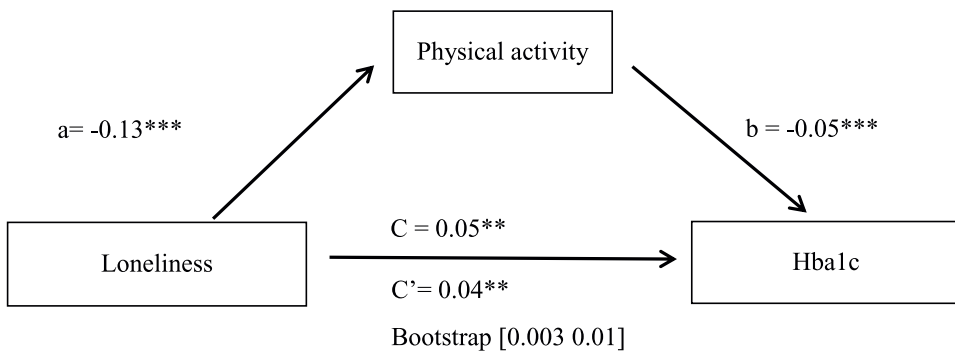 Physical activity
a= -0.13***
b = -0.05***
C = 0.05**
Loneliness
Hba1c
C’= 0.04**
Bootstrap [0.003 0.01]